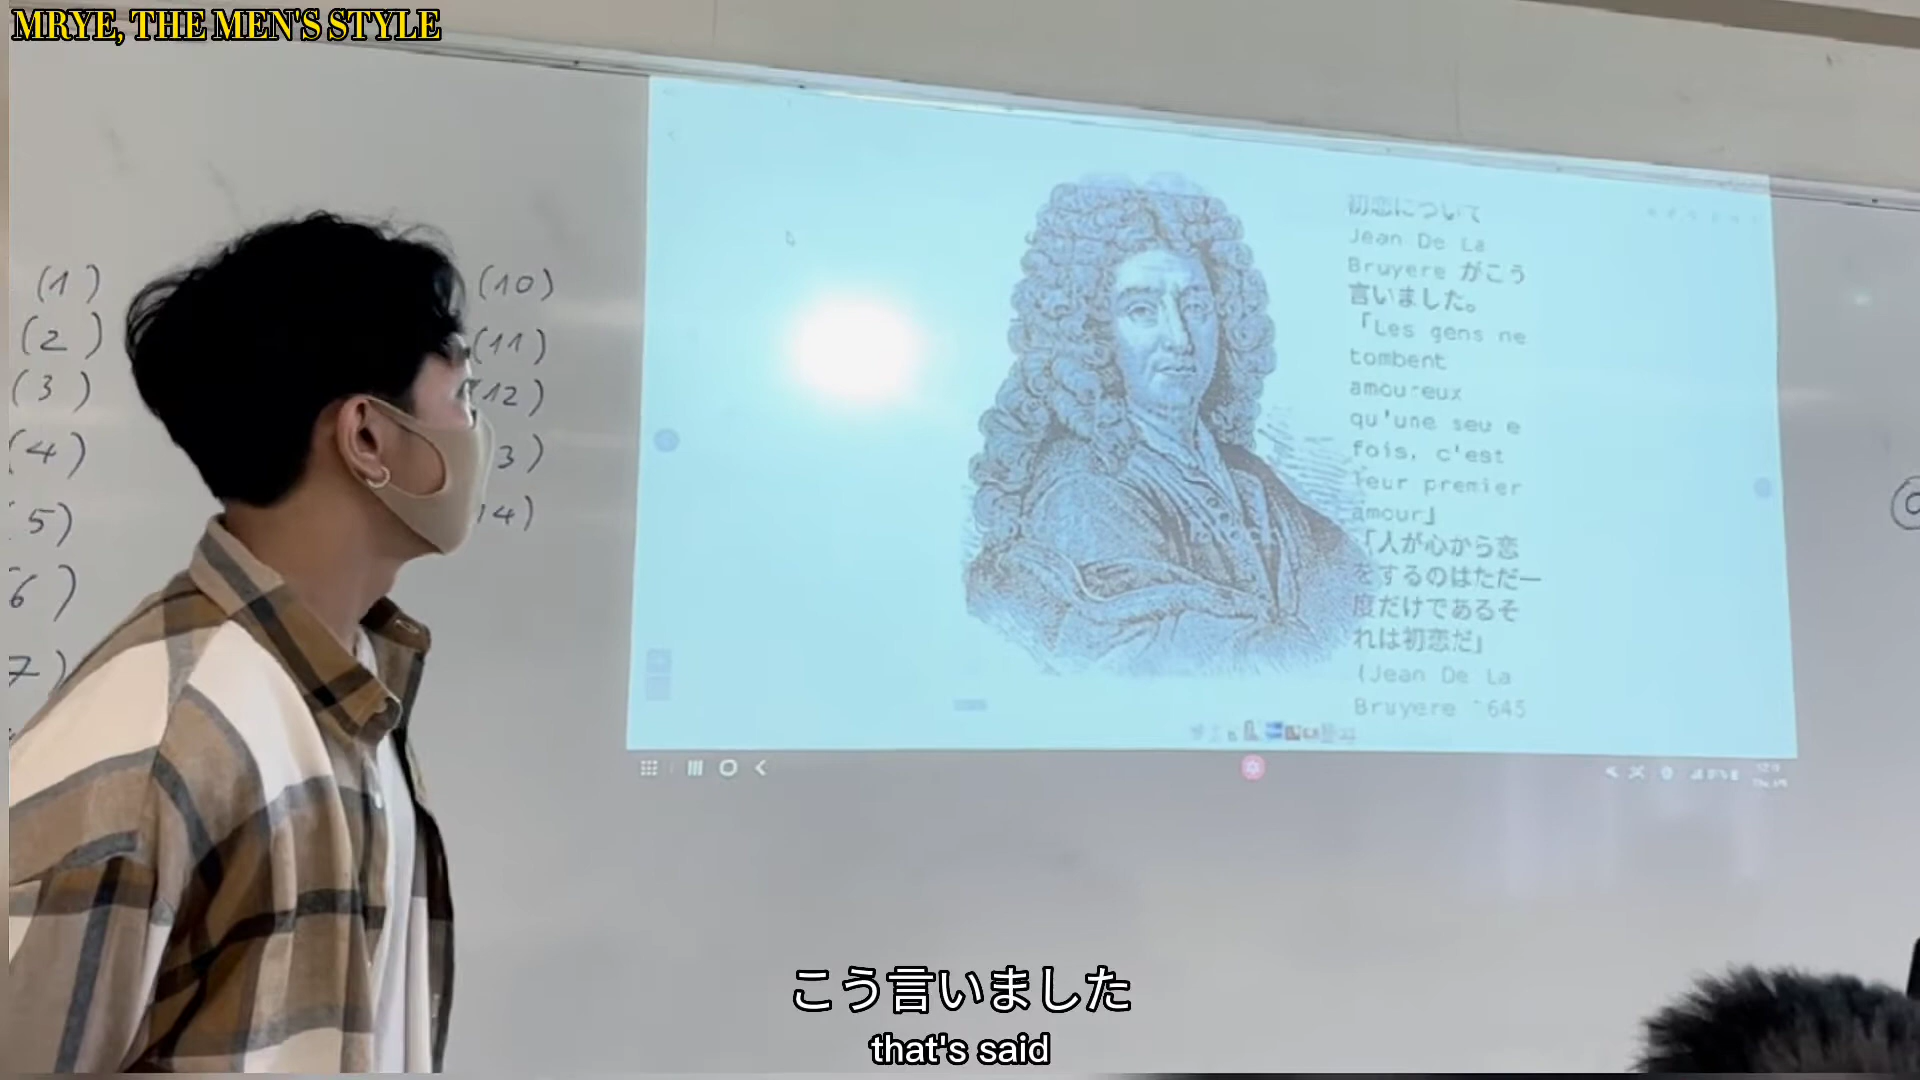 MRYE, THE MEN'S STYLE
(1)
(2)
(3)
(4)
5)
6)
7)
(10)
(11)
(12)
3)
14)
初恋について
Jean De La
Bruyere がこう
言いました。
「Les gens ne
tombent
amoureux
qu'une seu e
fois, c'est
leur premier
amour」
「人が心から恋
をするのはただ一
度だけであるそ
れは初恋だ」
(Jean De La
Bruyere 1645
こう言いました
that's said